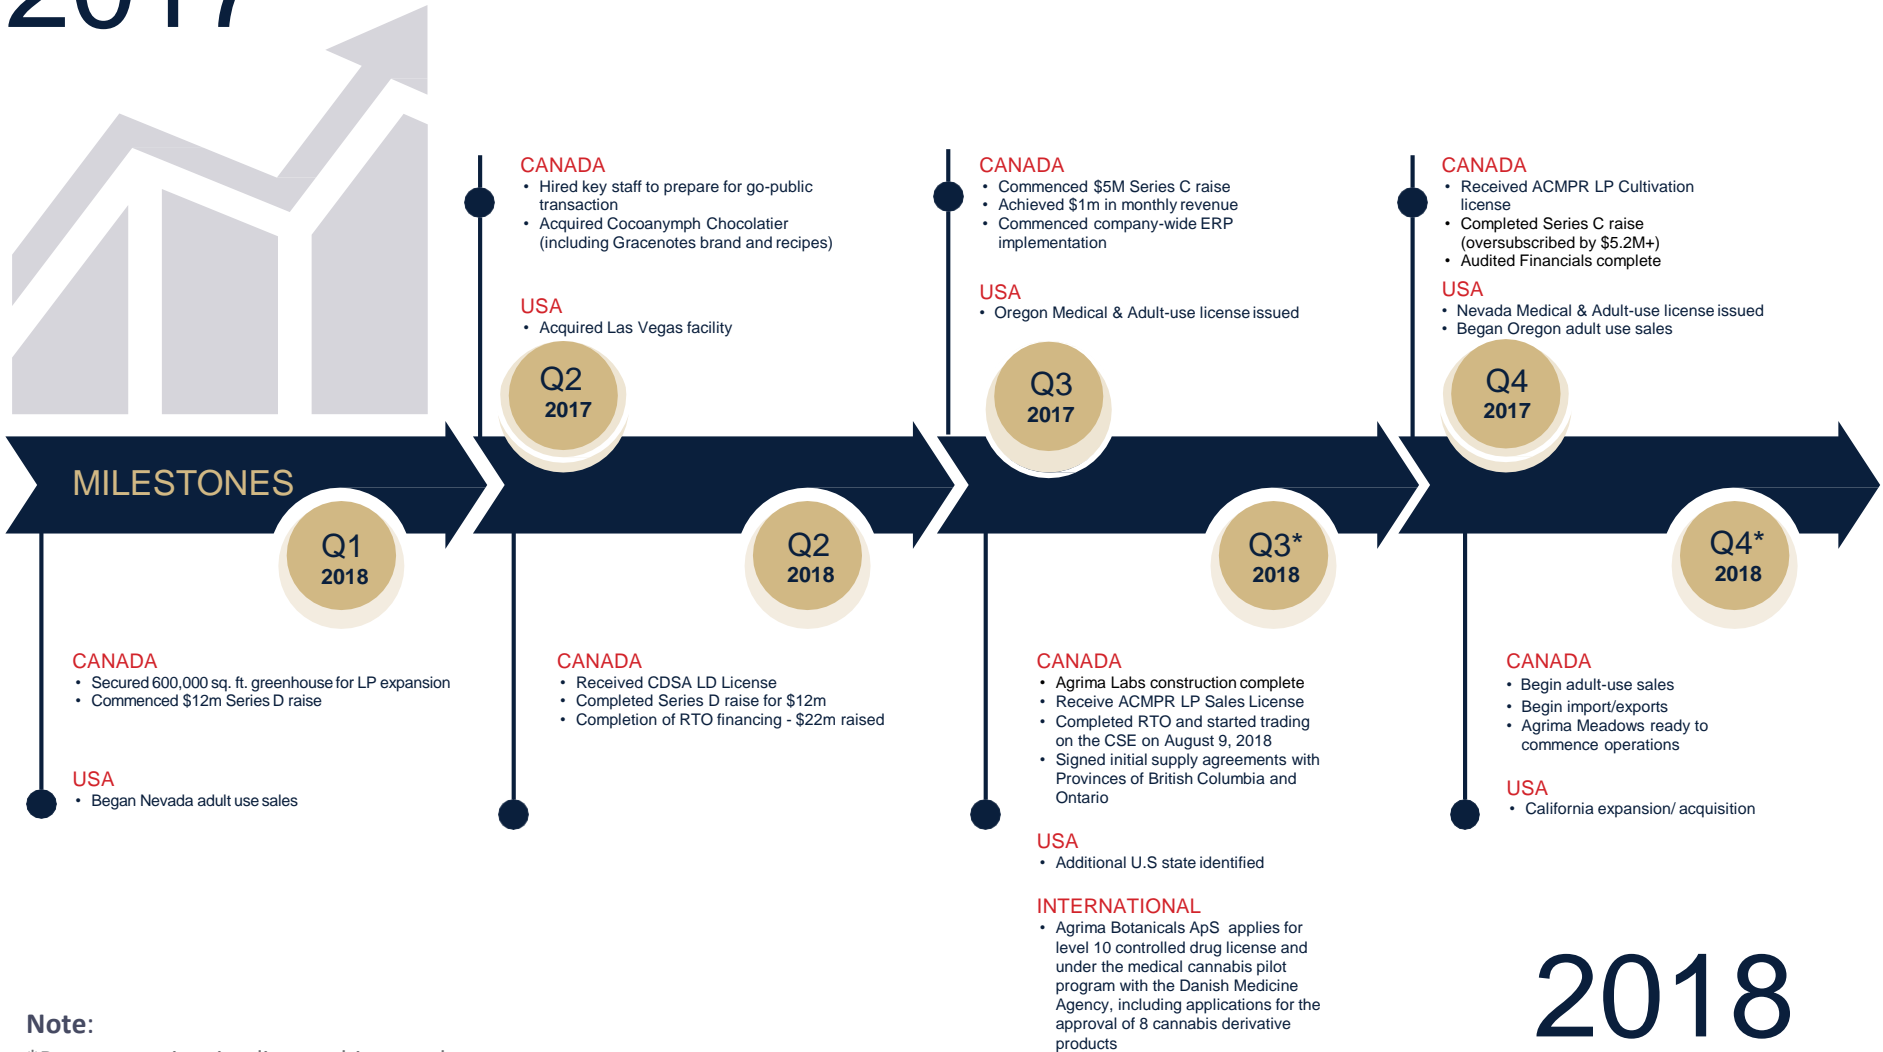 2017
CANADA
• Hired key staff to prepare for go-public
transaction
• Acquired Cocoanymph Chocolatier
(including Gracenotes brand and recipes)
USA
• Acquired Las Vegas facility
Q2
2017
CANADA
• Commenced $5M Series C raise
• Achieved $1m in monthly revenue
• Commenced company-wide ERP
implementation
USA
• Oregon Medical & Adult-use license issued
Q3
2017
CANADA
• Received ACMPR LP Cultivation
license
• Completed Series C raise
(oversubscribed by $5.2M+)
• Audited Financials complete
USA
• Nevada Medical & Adult-use license issued
• Began Oregon adult use sales
Q4
2017
MILESTONES
Q1
2018
CANADA
• Secured 600,000 sq. ft. greenhouse for LP expansion
• Commenced $12m Series D raise
USA
• Began Nevada adult use sales
Q2
2018
CANADA
• Received CDSA LD License
• Completed Series D raise for $12m
• Completion of RTO financing - $22m raised
Q3*
2018
CANADA
• Agrima Labs construction complete
• Receive ACMPR LP Sales License
• Completed RTO and started trading
on the CSE on August 9, 2018
• Signed initial supply agreements with
Provinces of British Columbia and
Ontario
USA
• Additional U.S state identified
INTERNATIONAL
• Agrima Botanicals ApS applies for
level 10 controlled drug license and
under the medical cannabis pilot
program with the Danish Medicine
Agency, including applications for the
approval of 8 cannabis derivative
products
Q4*
2018
CANADA
• Begin adult-use sales
• Begin import/exports
• Agrima Meadows ready to
commence operations
USA
• California expansion/ acquisition
2018
Note: